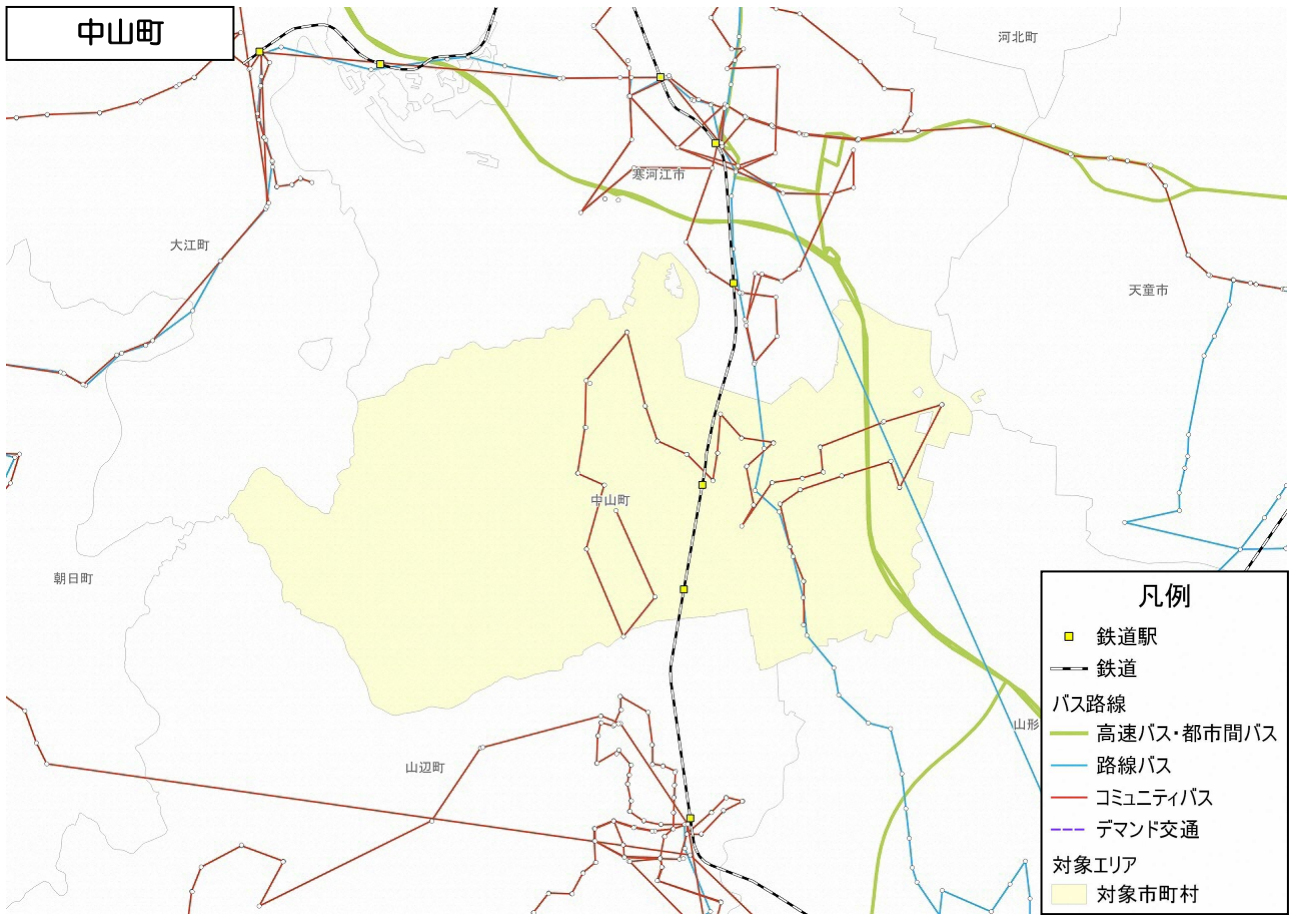 中山町
河北町
寒河江市
大江町
天童市
中山町
朝日町
山形
山辺町
凡例
鉄道駅
鉄道
バス路線
高速バス・都市間バス
路線バス
コミュニティバス
デマンド交通
対象エリア
対象市町村